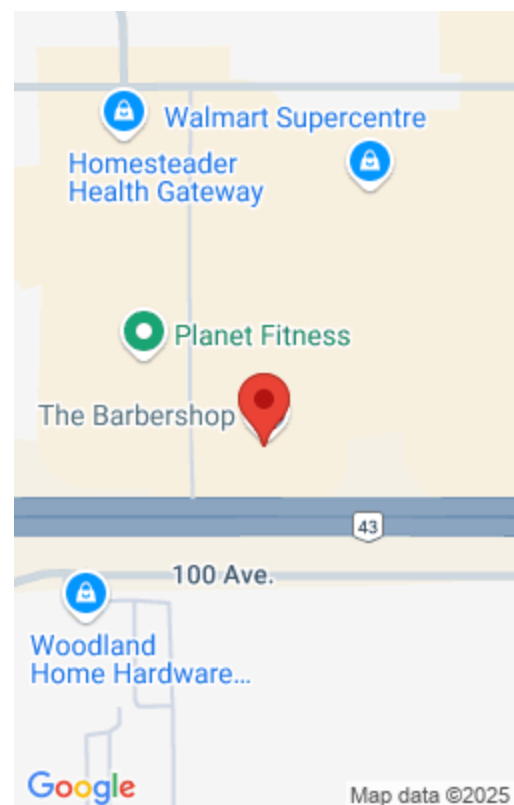 Walmart Supercentre
Homesteader
Health Gateway
Planet Fitness
The Barbershop
43
100 Ave.
Woodland
Home Hardware...
Google
Map data ©2025